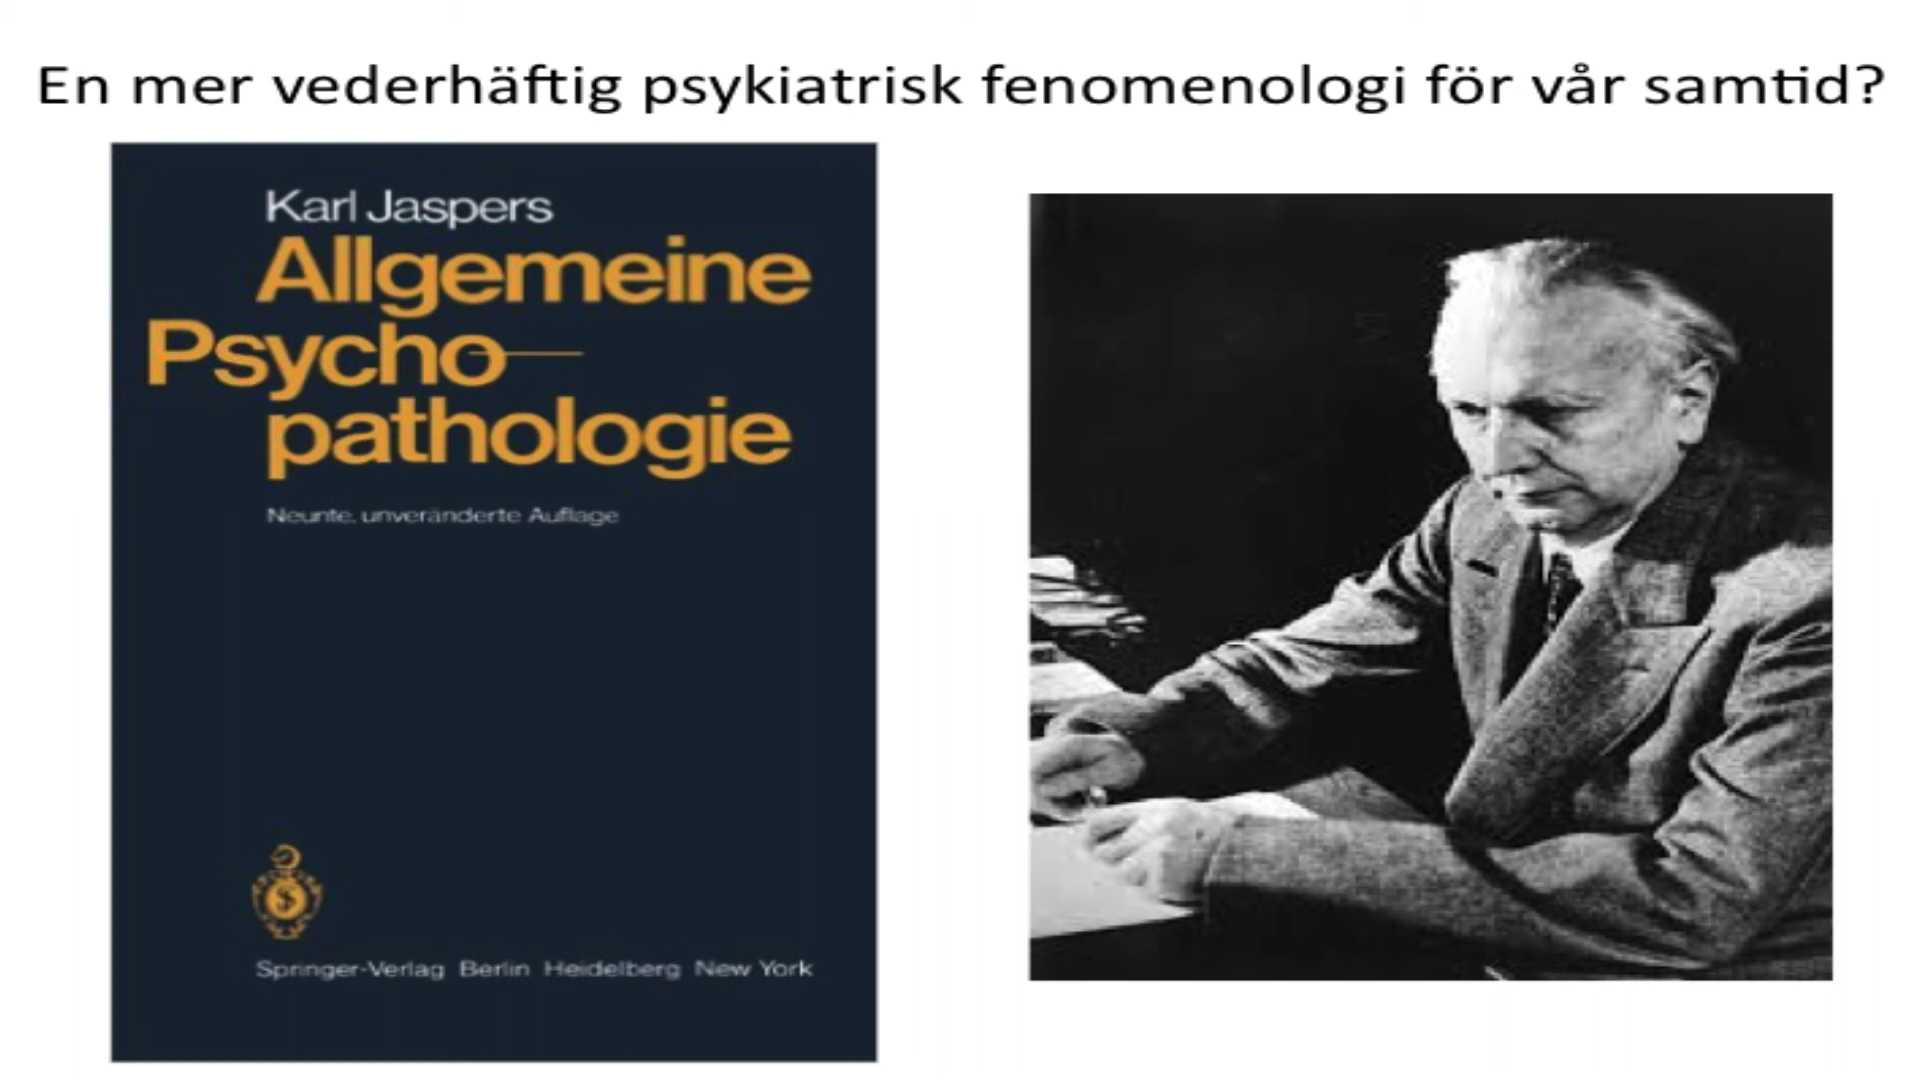 En mer vederhäftig psykiatrisk fenomenologi för vår samtid?
Karl Jaspers
Allgemeine
Psycho—
pathologie
Neunte, unveränderte Auflage
Springer-Verlag Berlin Heidelberg New York